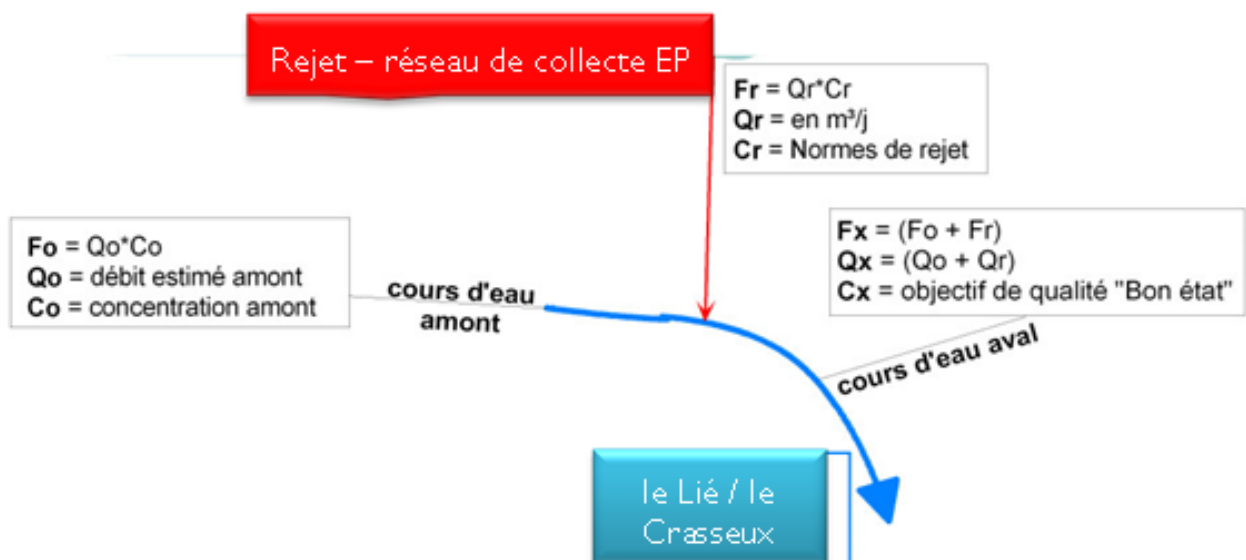 Rejet – réseau de collecte EP
Fr = Qr*Cr
Qr = en m³/j
Cr = Normes de rejet
Fo = Qo*Co
Qo = débit estimé amont
Co = concentration amont
cours d'eau
amont
Fx = (Fo + Fr)
Qx = (Qo + Qr)
Cx = objectif de qualité "Bon état"
cours d'eau aval
le Lié / le
Crasseux